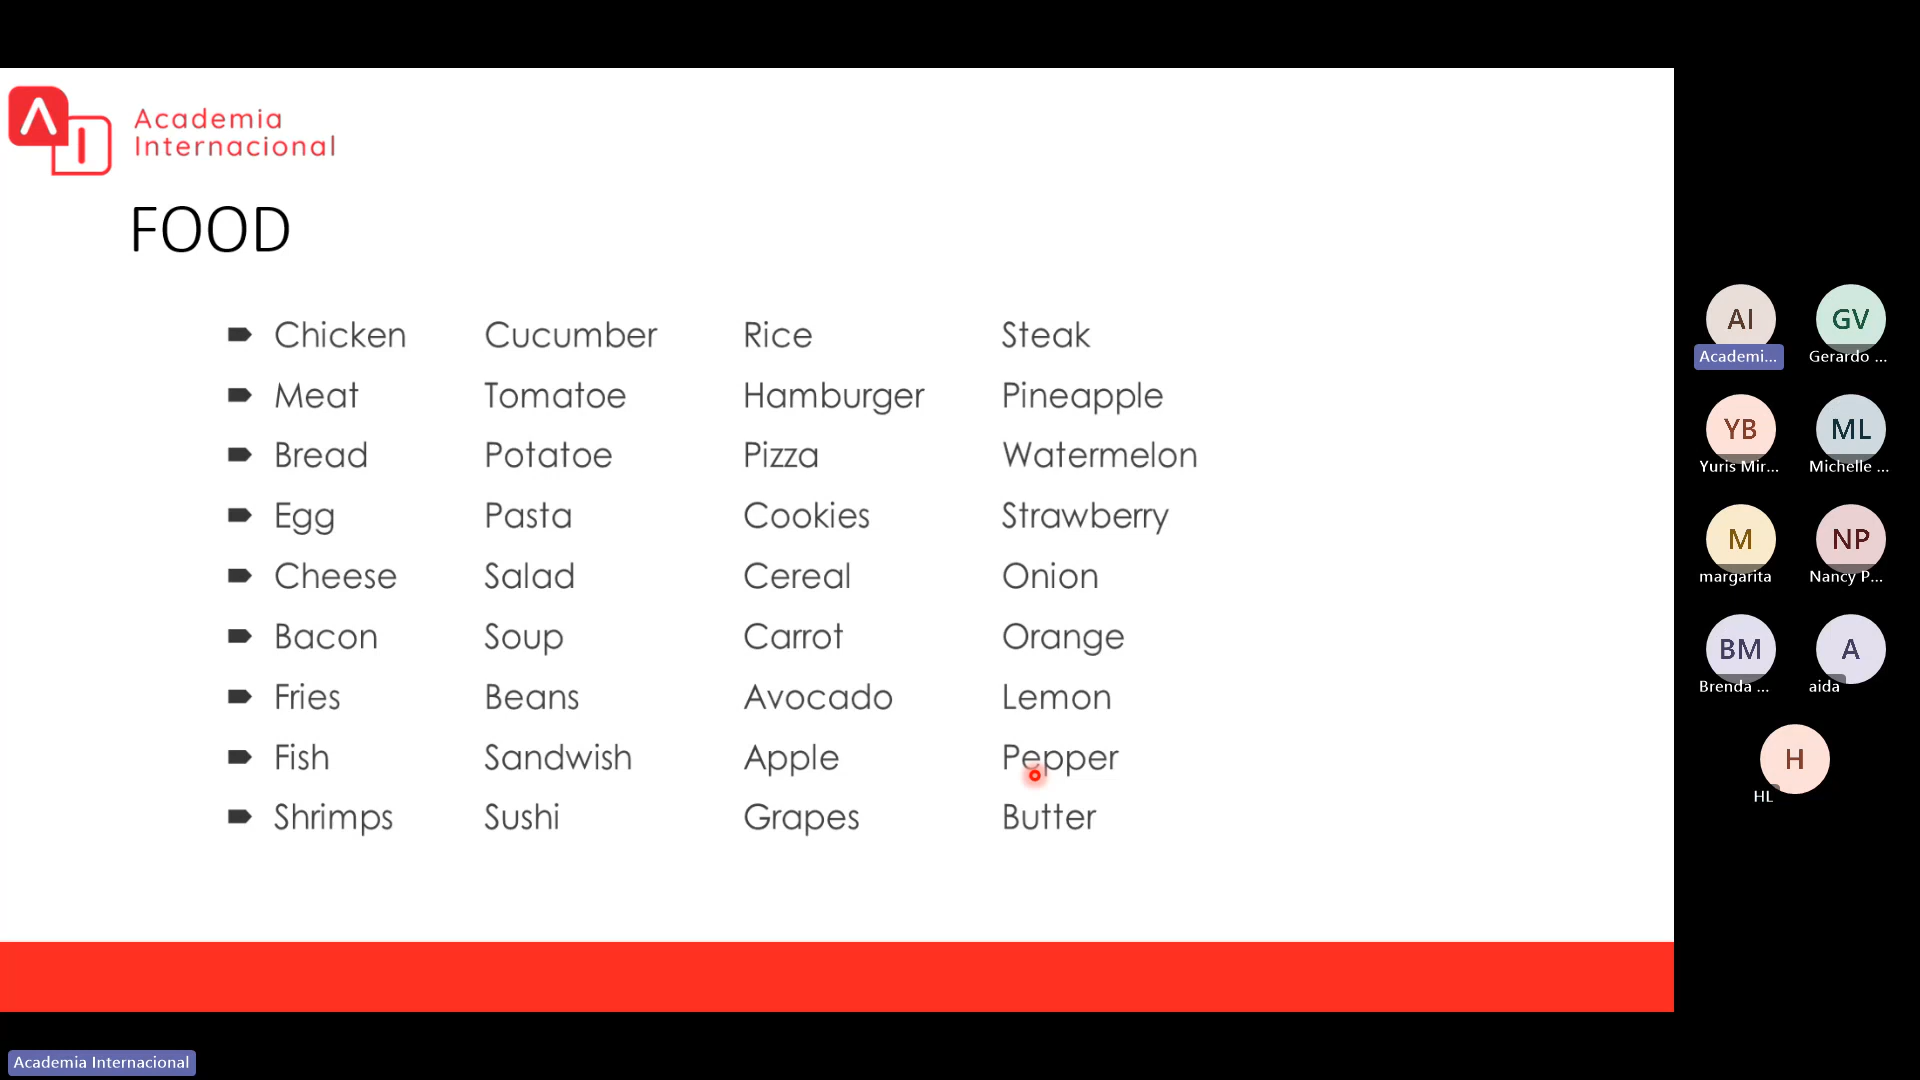 Academia
Internacional
FOOD
Chicken Cucumber Rice Steak
Meat Tomatoe Hamburger Pineapple
Bread Potatoe Pizza Watermelon
Egg Pasta Cookies Strawberry
Cheese Salad Cereal Onion
Bacon Soup Carrot Orange
Fries Beans Avocado Lemon
Fish Sandwish Apple Pepper
Shrimps Sushi Grapes Butter
AI GV
Academi... Gerardo ...
YB ML
Yuris Mir... Michelle ...
M NP
margarita Nancy P...
BM A
Brenda ... aida
H
HL
Academia Internacional